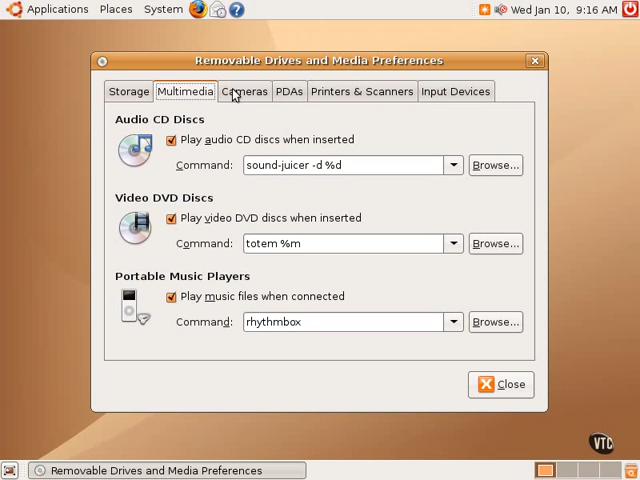 Applications Places System Wed Jan 10, 9:16 AM
Removable Drives and Media Preferences
Storage Multimedia Cameras PDAs Printers & Scanners Input Devices
Audio CD Discs
Play audio CD discs when inserted
Command: sound-juicer -d %d Browse...
Video DVD Discs
Play video DVD discs when inserted
Command: totem %m Browse...
Portable Music Players
Play music files when connected
Command: rhythmbox Browse...
Close
VTC
Removable Drives and Media Preferences